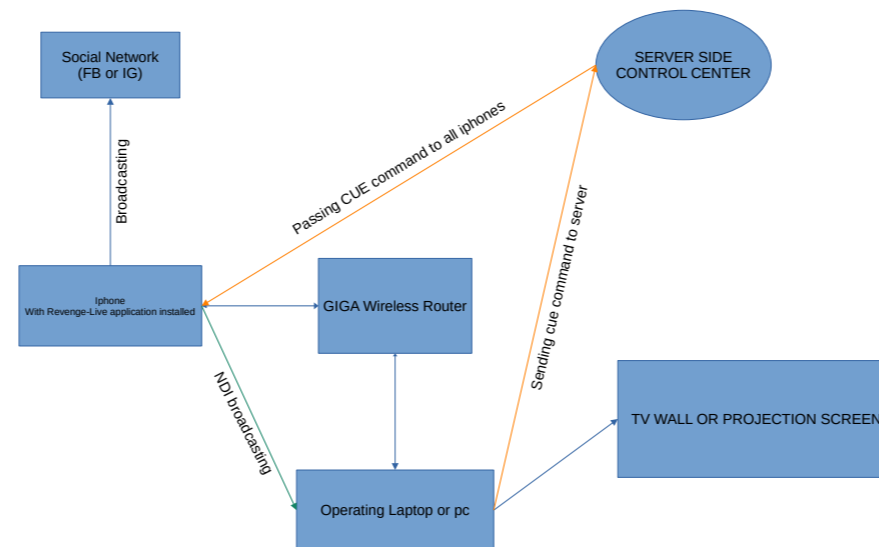 Social Network
(FB or IG)
SERVER SIDE
CONTROL CENTER
Broadcasting
Passing CUE command to all iphones
Sending cue command to server
Iphone
With Revenge-Live application installed
GIGA Wireless Router
NDI broadcasting
TV WALL OR PROJECTION SCREEN
Operating Laptop or pc